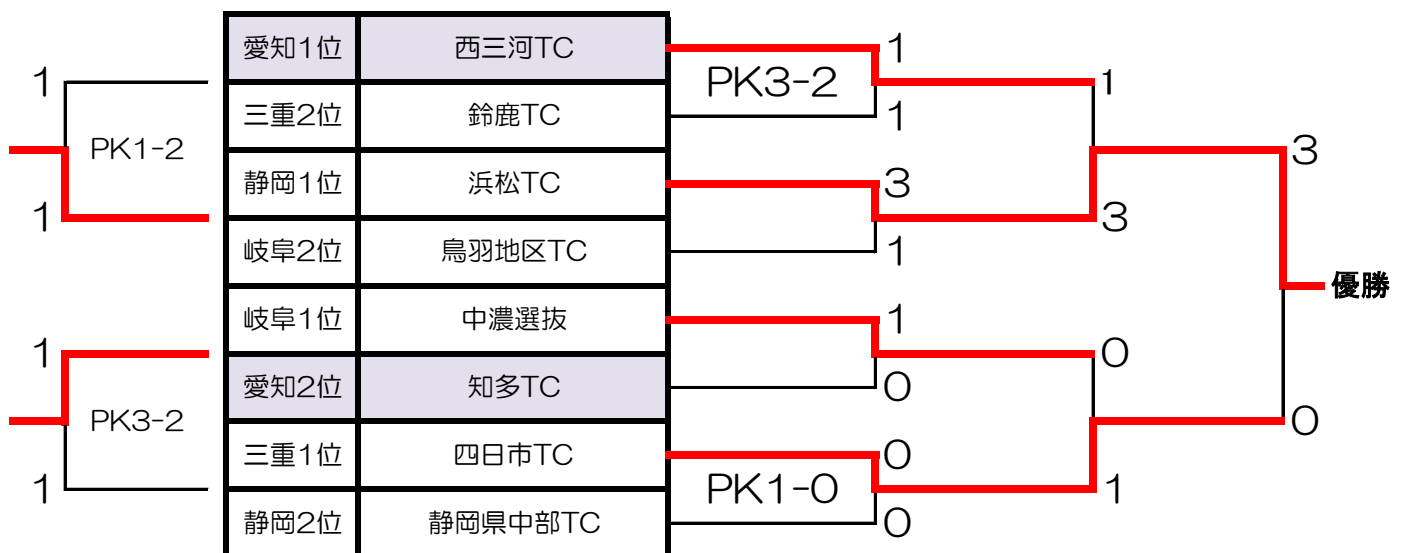 愛知1位 西三河TC 1
1 PK3-2 1
三重2位 鈴鹿TC 1
PK1-2 3
静岡1位 浜松TC 3
1 3
岐阜2位 鳥羽地区TC 1
優勝
岐阜1位 中濃選抜 1
1 0
愛知2位 知多TC 0
PK3-2 0
三重1位 四日市TC 0
1 PK1-0 1
静岡2位 静岡県中部TC 0